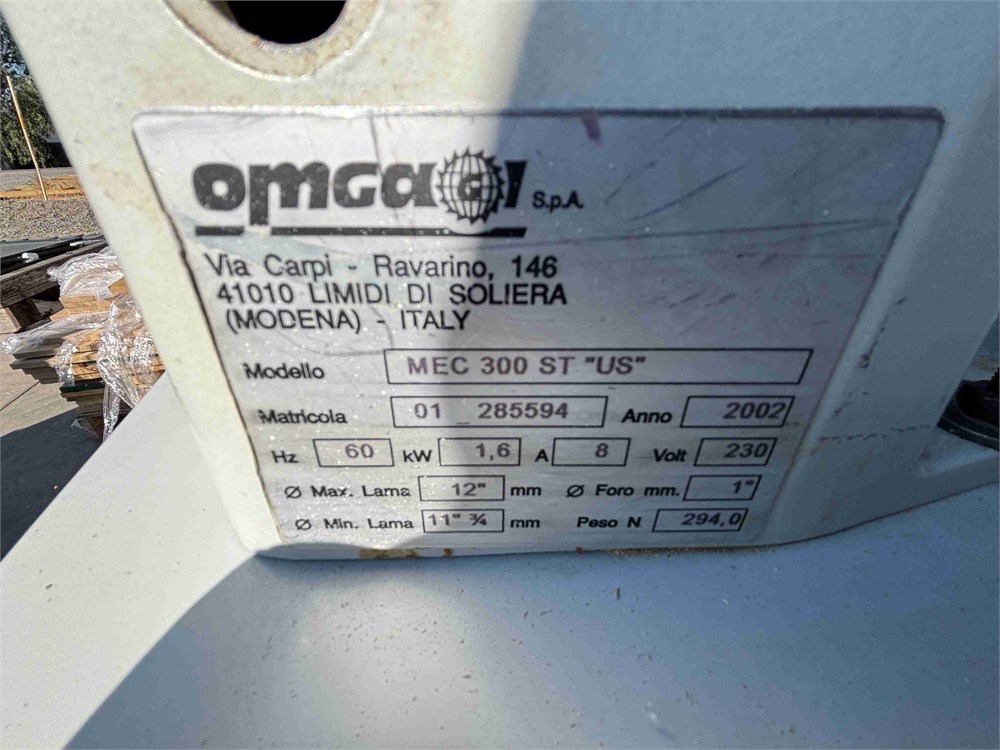 omga S.p.A.
Via Carpi - Ravarino, 146
41010 LIMIDI DI SOLIERA
(MODENA) - ITALY
Modello MEC 300 ST "US"
Matricola 01_285594 Anno 2002
Hz 60 kW 1,6 A 8 Volt 230
Ø Max. Lama 12" mm Ø Foro mm. 1"
Ø Min. Lama 11" ¾ mm Peso N 294,0